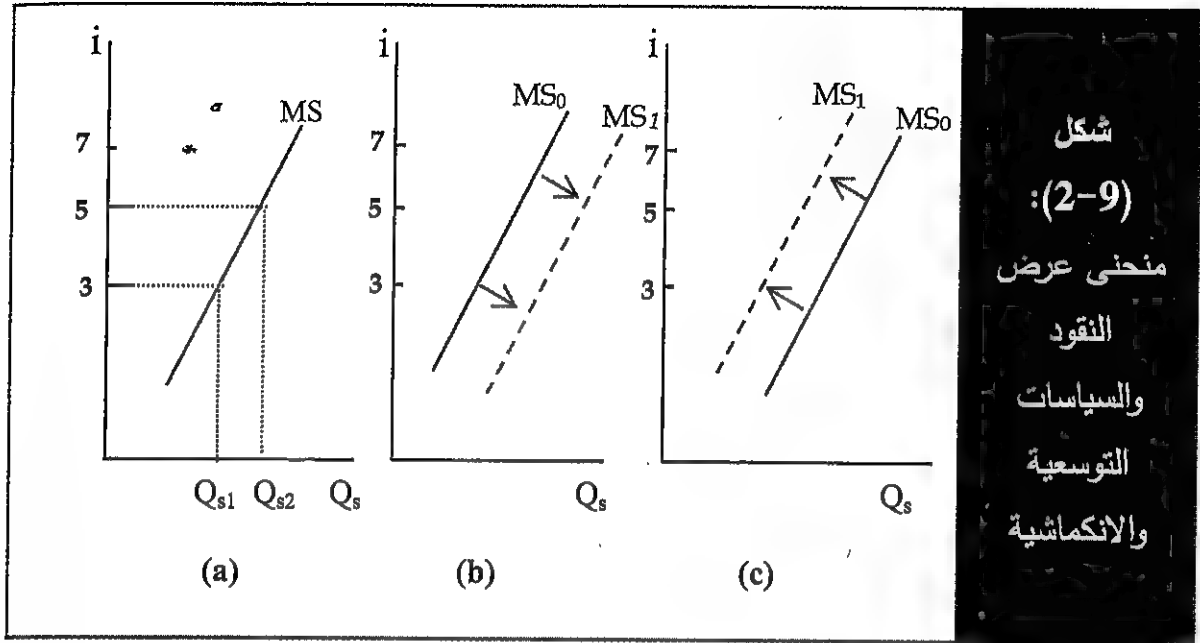 i
MS
7
5
3
Qs1 Qs2 Qs
(a)
i
MS0
MS1
7
5
3
Qs
(b)
i
MS1
MS0
7
5
3
Qs
(c)
شكل
(2-9):
منحنى عرض
النقود
والسياسات
التوسعية
والانكماشية